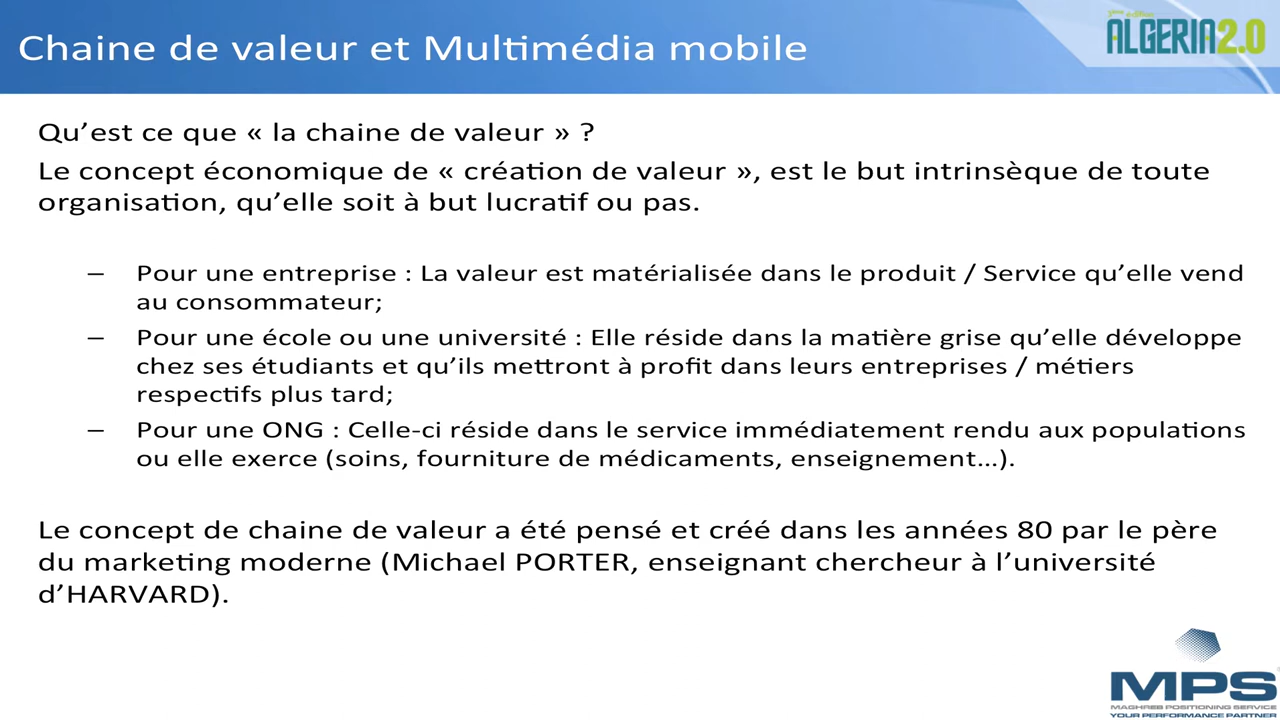 Chaine de valeur et Multimédia mobile
3ème édition
ALGERIA2.0
Qu’est ce que « la chaine de valeur » ?
Le concept économique de « création de valeur », est le but intrinsèque de toute
organisation, qu’elle soit à but lucratif ou pas.
– Pour une entreprise : La valeur est matérialisée dans le produit / Service qu’elle vend
au consommateur;
– Pour une école ou une université : Elle réside dans la matière grise qu’elle développe
chez ses étudiants et qu’ils mettront à profit dans leurs entreprises / métiers
respectifs plus tard;
– Pour une ONG : Celle-ci réside dans le service immédiatement rendu aux populations
ou elle exerce (soins, fourniture de médicaments, enseignement...).
Le concept de chaine de valeur a été pensé et créé dans les années 80 par le père
du marketing moderne (Michael PORTER, enseignant chercheur à l’université
d’HARVARD).
MPS
MAGHREB POSITIONING SERVICE
YOUR PERFORMANCE PARTNER